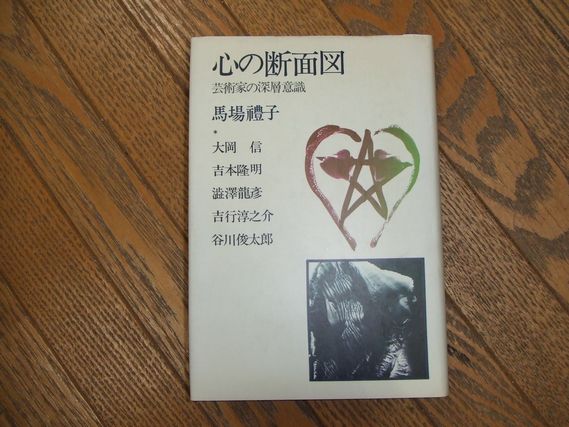 心の断面図
芸術家の深層意識
馬場禮子
*
大岡 信
吉本隆明
澁澤龍彥
吉行淳之介
谷川俊太郎